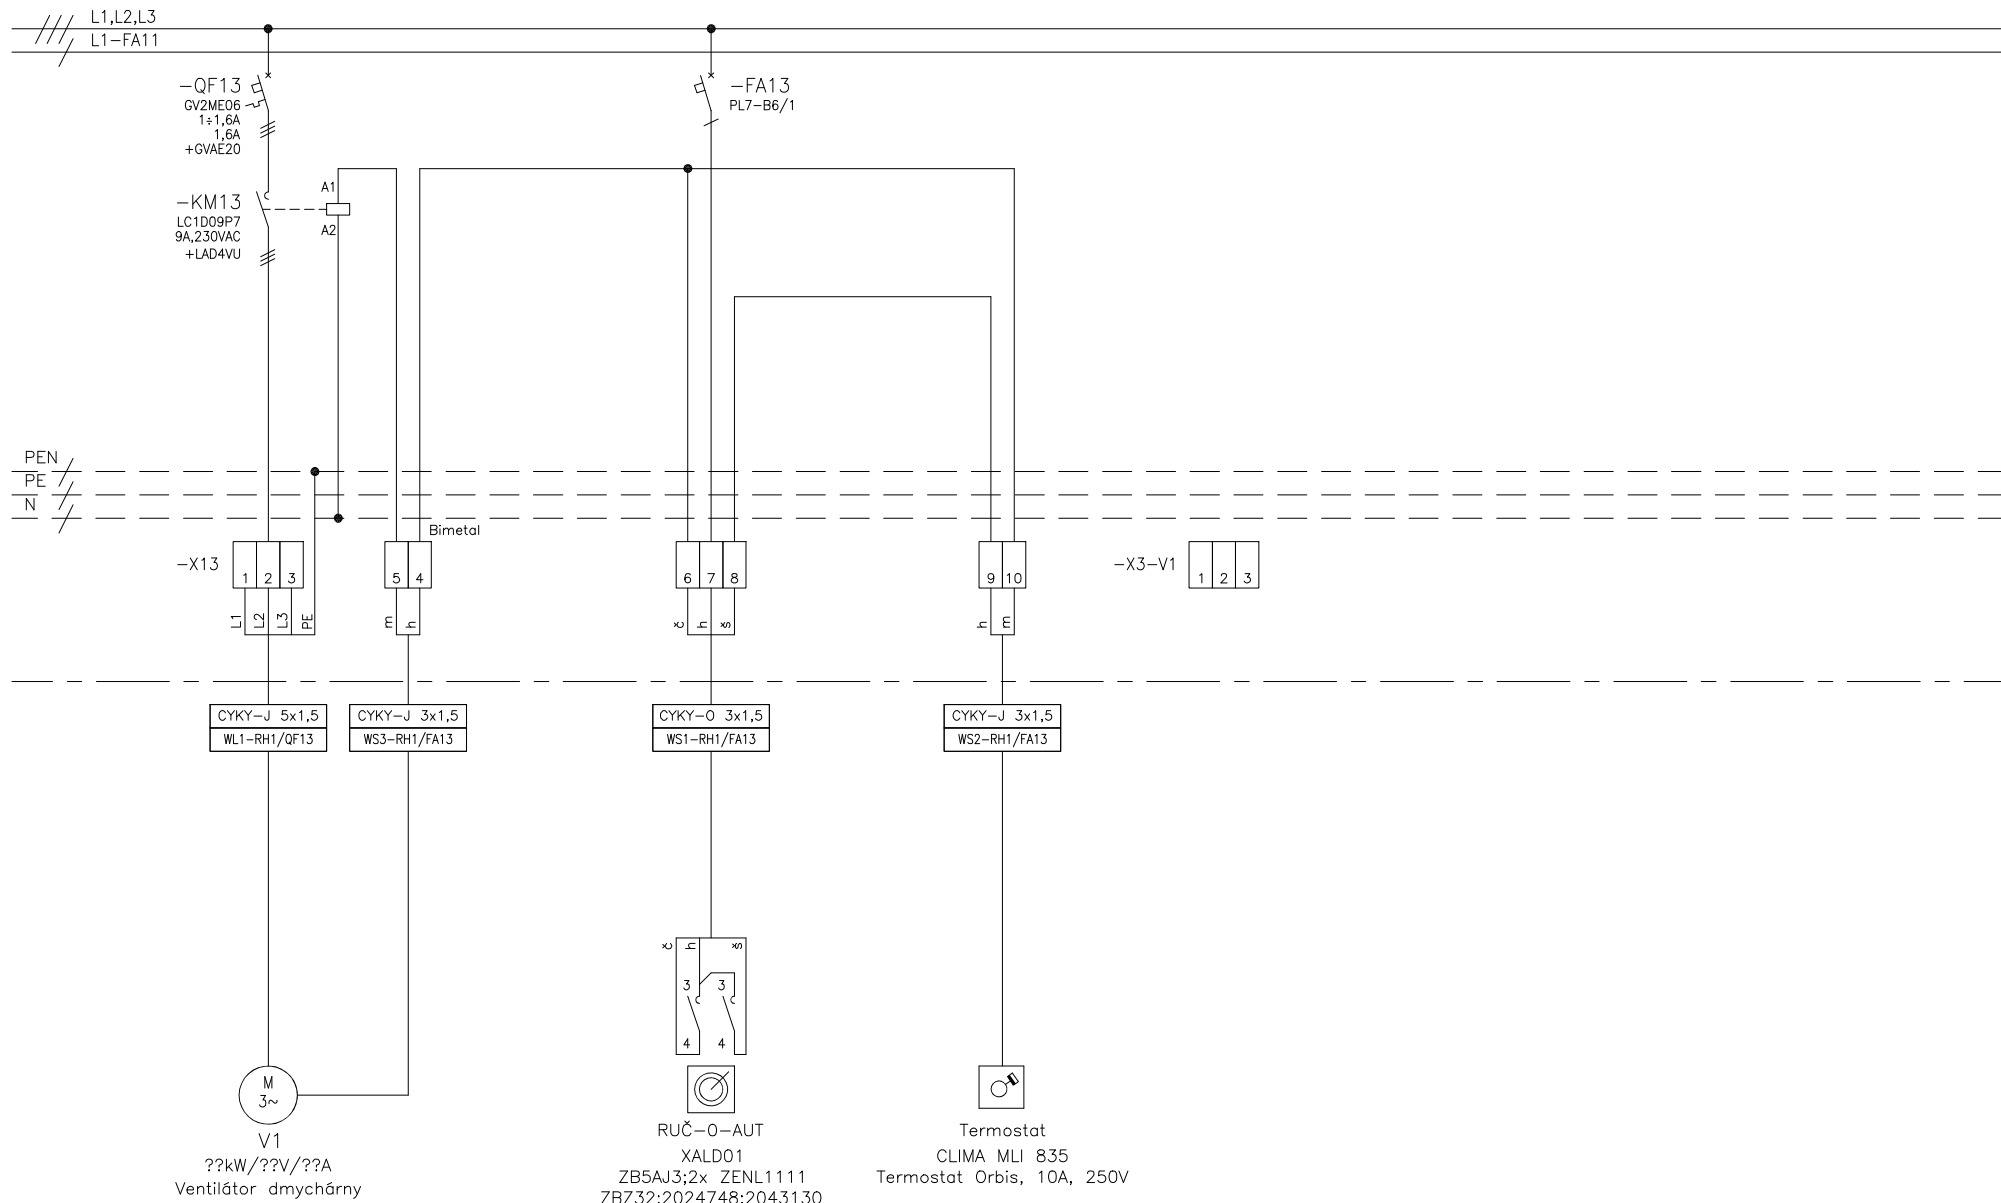 L1,L2,L3
L1-FA11
-QF13
GV2ME06
1÷1,6A
1,6A
+GVAE20
-FA13
PL7-B6/1
-KM13
LC1D09P7
9A,230VAC
+LAD4VU
A1
A2
PEN
PE
N
Bimetal
-X13
1 2 3
5 4
6 7 8
9 10
-X3-V1
1 2 3
L1 L2 L3 PE
m h
č h š
h m
CYKY-J 5x1,5
WL1-RH1/QF13
CYKY-J 3x1,5
WS3-RH1/FA13
CYKY-O 3x1,5
WS1-RH1/FA13
CYKY-J 3x1,5
WS2-RH1/FA13
č h š
3 3
4 4
M
3~
V1
??kW/??V/??A
Ventilátor dmychárny
RUČ-0-AUT
XALD01
ZB5AJ3;2x ZENL1111
ZBZ32;2024748;2043130
Termostat
CLIMA MLI 835
Termostat Orbis, 10A, 250V